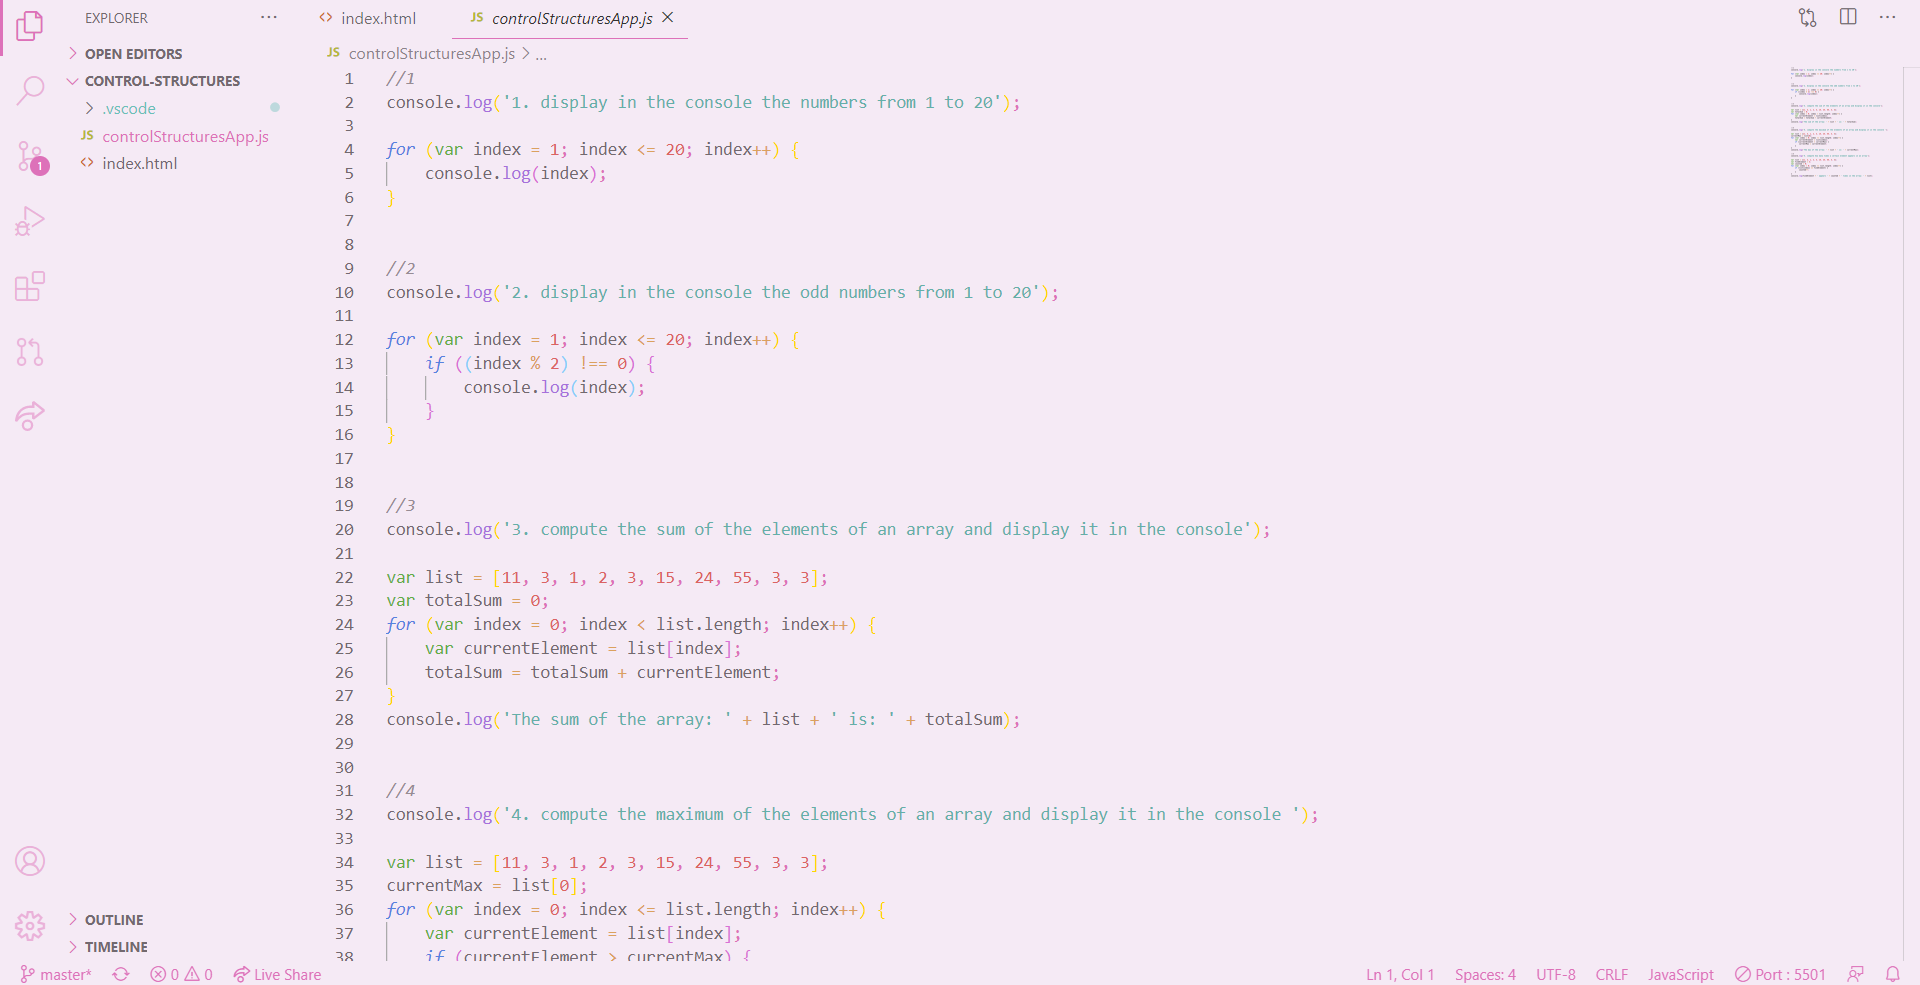 EXPLORER
index.html
JS controlStructuresApp.js
OPEN EDITORS
CONTROL-STRUCTURES
.vscode
JS controlStructuresApp.js
index.html
1
JS controlStructuresApp.js > ...
1 //1
2 console.log('1. display in the console the numbers from 1 to 20');
3
4 for (var index = 1; index <= 20; index++) {
5 console.log(index);
6 }
7
8
9 //2
10 console.log('2. display in the console the odd numbers from 1 to 20');
11
12 for (var index = 1; index <= 20; index++) {
13 if ((index % 2) !== 0) {
14 console.log(index);
15 }
16 }
17
18
19 //3
20 console.log('3. compute the sum of the elements of an array and display it in the console');
21
22 var list = [11, 3, 1, 2, 3, 15, 24, 55, 3, 3];
23 var totalSum = 0;
24 for (var index = 0; index < list.length; index++) {
25 var currentElement = list[index];
26 totalSum = totalSum + currentElement;
27 }
28 console.log('The sum of the array: ' + list + ' is: ' + totalSum);
29
30
31 //4
32 console.log('4. compute the maximum of the elements of an array and display it in the console ');
33
34 var list = [11, 3, 1, 2, 3, 15, 24, 55, 3, 3];
35 currentMax = list[0];
36 for (var index = 0; index <= list.length; index++) {
37 var currentElement = list[index];
38 if (currentElement > currentMax) {
OUTLINE
TIMELINE
master* 0 0 Live Share
Ln 1, Col 1 Spaces: 4 UTF-8 CRLF JavaScript Port : 5501